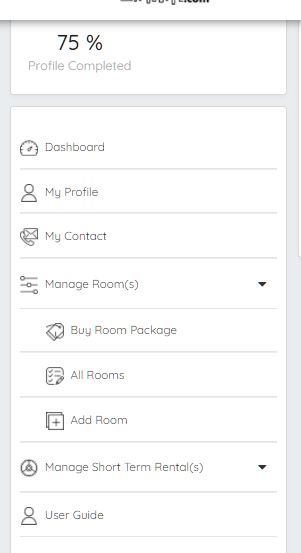 75 %
Profile Completed
Dashboard
My Profile
My Contact
Manage Room(s)
Buy Room Package
All Rooms
Add Room
Manage Short Term Rental(s)
User Guide